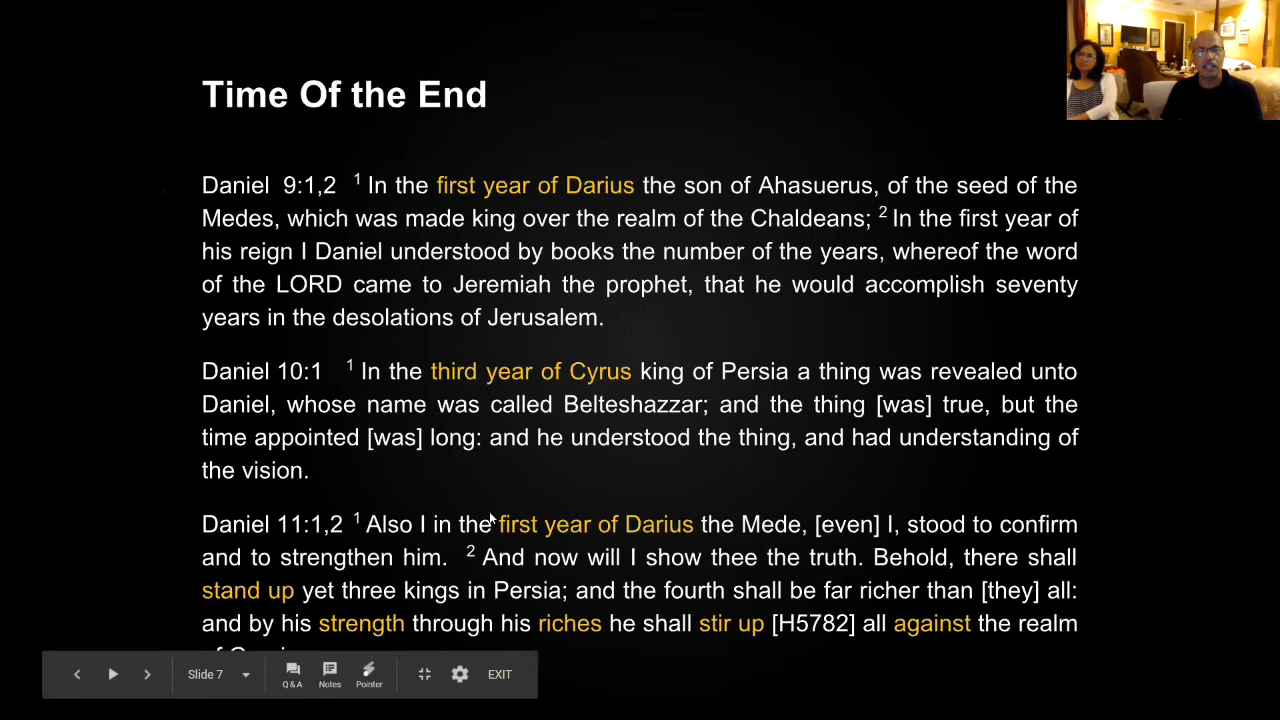 Time Of the End
Daniel 9:1,2 1 In the first year of Darius the son of Ahasuerus, of the seed of the
Medes, which was made king over the realm of the Chaldeans; 2 In the first year of
his reign I Daniel understood by books the number of the years, whereof the word
of the LORD came to Jeremiah the prophet, that he would accomplish seventy
years in the desolations of Jerusalem.
Daniel 10:1 1 In the third year of Cyrus king of Persia a thing was revealed unto
Daniel, whose name was called Belteshazzar; and the thing [was] true, but the
time appointed [was] long: and he understood the thing, and had understanding of
the vision.
Daniel 11:1,2 1 Also I in the first year of Darius the Mede, [even] I, stood to confirm
and to strengthen him. 2 And now will I show thee the truth. Behold, there shall
stand up yet three kings in Persia; and the fourth shall be far richer than [they] all:
and by his strength through his riches he shall stir up [H5782] all against the realm
Slide 7
Q & A
Notes
Pointer
EXIT